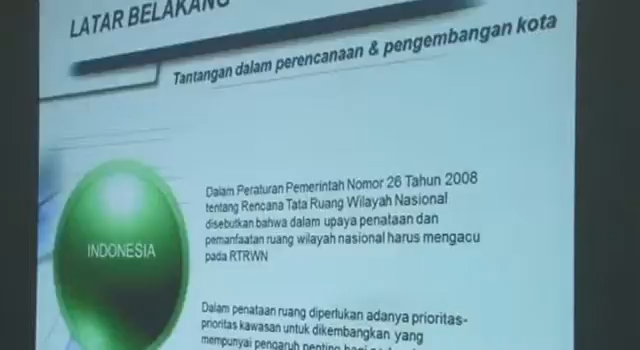 LATAR BELAKANG
Tantangan dalam perencanaan & pengembangan kota
INDONESIA
Dalam Peraturan Pemerintah Nomor 26 Tahun 2008
tentang Rencana Tata Ruang Wilayah Nasional
disebutkan bahwa dalam upaya penataan dan
pemanfaatan ruang wilayah nasional harus mengacu
pada RTRWN
Dalam penataan ruang diperlukan adanya prioritas-
prioritas kawasan untuk dikembangkan yang
mempunyai pengaruh penting bagi